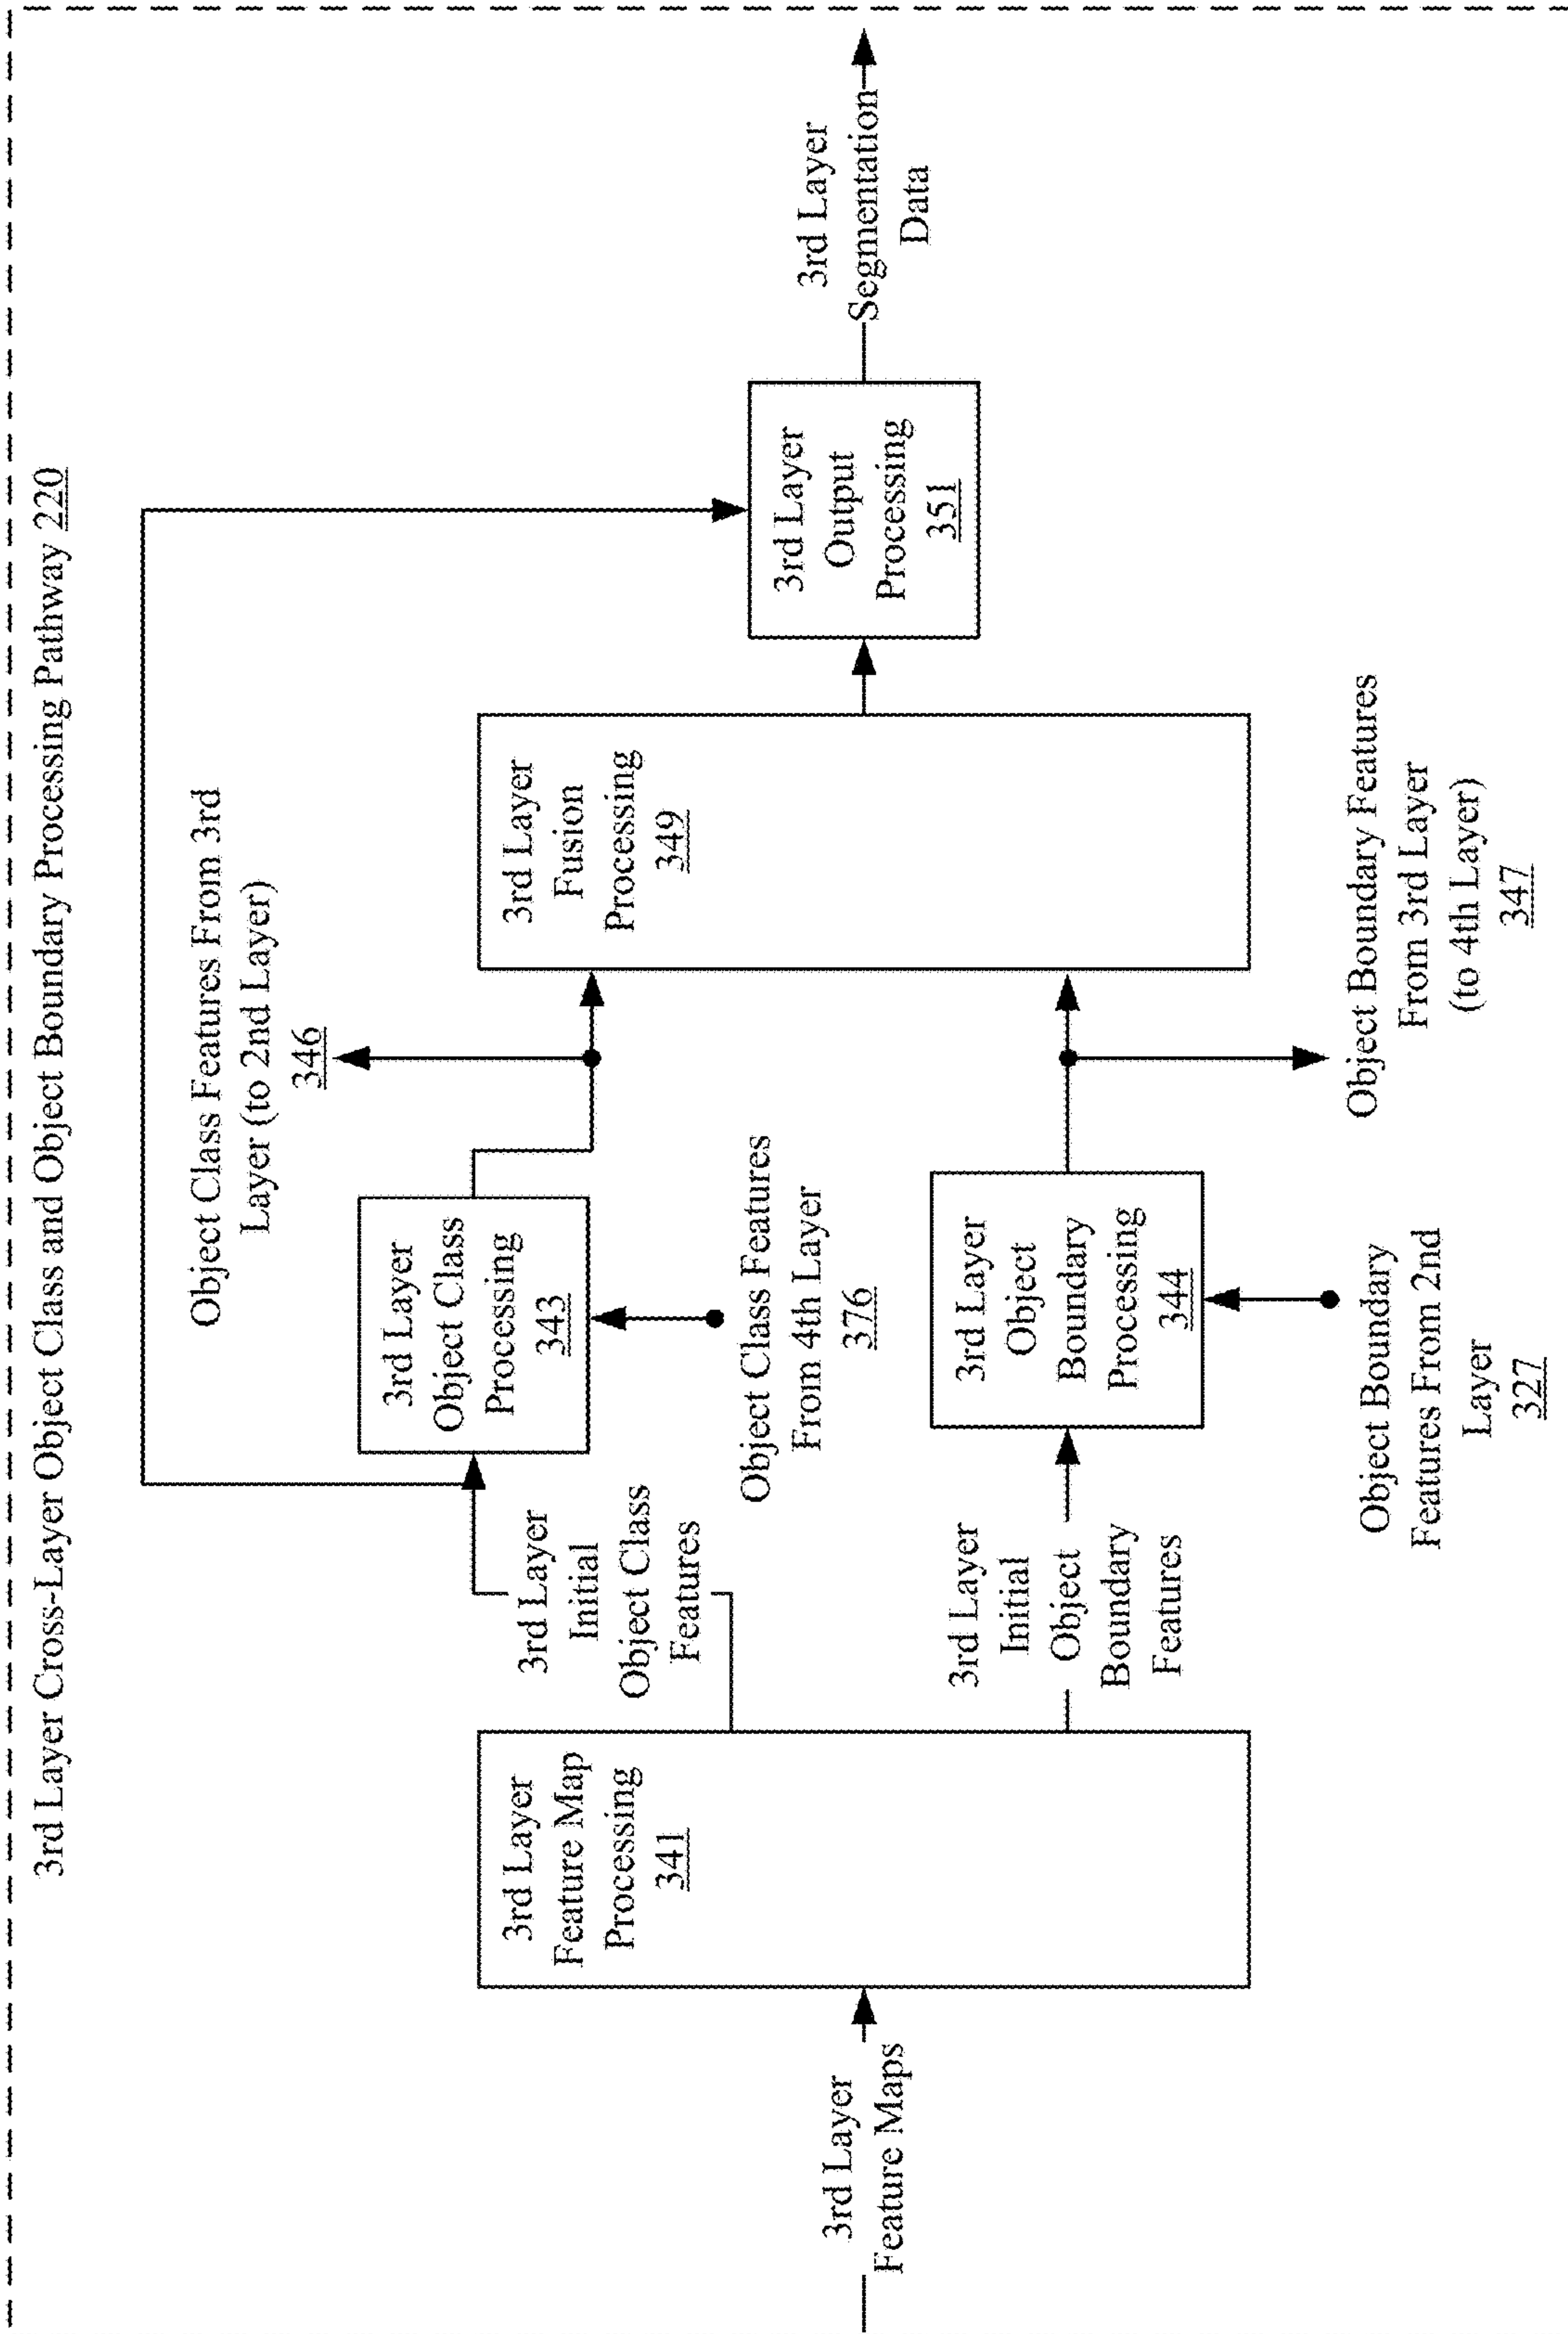 3rd Layer Cross-Layer Object Class and Object Boundary Processing Pathway 220
3rd Layer
Feature Maps
3rd Layer
Feature Map
Processing
341
3rd Layer
Initial
Object Class
Features
3rd Layer
Initial
Object
Boundary
Features
3rd Layer
Object Class
Processing
343
Object Class Features
From 4th Layer
376
3rd Layer
Object
Boundary
Processing
344
Object Boundary
Features From 2nd
Layer
327
Object Class Features From 3rd
Layer (to 2nd Layer)
346
Object Boundary Features
From 3rd Layer
(to 4th Layer)
347
3rd Layer
Fusion
Processing
349
3rd Layer
Output
Processing
351
3rd Layer
Segmentation
Data